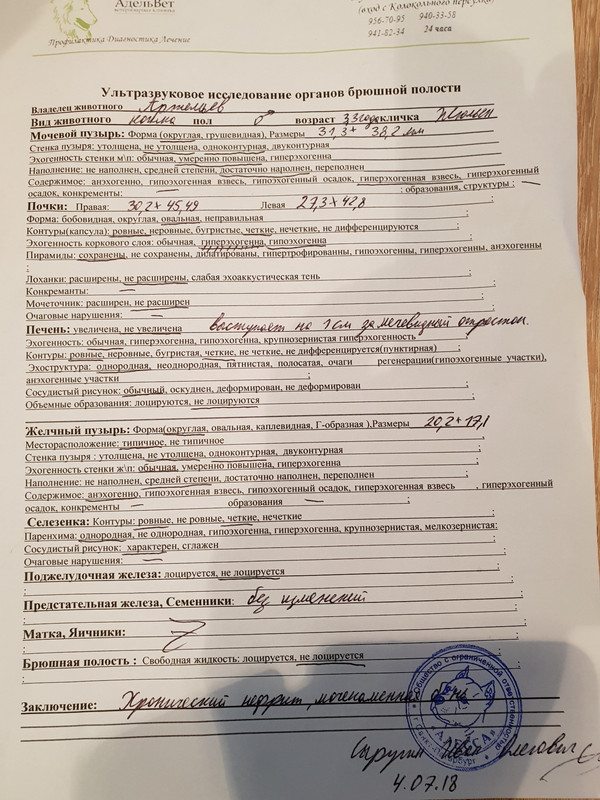 АдельВет
(вход с Колокольного переулка)
956-70-95 940-33-58
941-82-34 24 часа
Профилактика Диагностика Лечение
Ультразвуковое исследование органов брюшной полости
Владелец животного Артемьев
Вид животного кошка пол ♂ возраст 3,3года кличка
Мочевой пузырь: Форма (округлая, грушевидная), Размеры 31,3 × 38,2 мм
Стенка пузыря: утолщена, не утолщена, одноконтурная, двуконтурная
Эхогенность стенки м\п: обычная, умеренно повышена, гиперэхогенна
Наполнение: не наполнен, средней степени, достаточно наполнен, переполнен
Содержимое: анэхогенно, гипоэхогенная взвесь, гипоэхогенный осадок, гиперэхогенная взвесь, гиперэхогенный
осадок, конкременты: ; образования, структуры : —
Почки: Правая: 30,2 × 45,49 Левая 27,3 × 42,8
Форма: бобовидная, округлая, овальная, неправильная
Контуры(капсула): ровные, неровные, бугристые, четкие, нечеткие, не дифференцируются ;
Эхогенность коркового слоя: обычная, гиперэхогенна, гипоэхогенна
Пирамиды: сохранены, не сохранены, дилатированы, гипертрофированны, гипоэхогенны, гиперэхогенны, анэхогенны
;
Лоханки: расширены, не расширены, слабая эхоакустическая тень
Конкременты: — ;
Мочеточник: расширен, не расширен
Очаговые нарушения: — ;
Печень: увеличена, не увеличена выступает на 1 см за мечевидный отросток.
Эхогенность: обычная, гиперэхогенна, гипоэхогенна, крупнозернистая гиперэхогенность ;
Контуры: ровные, неровные, бугристая, четкие, не четкие, не дифференцируется(пунктирная) ;
Эхоструктура: однородная, неоднородная, пятнистая, полосатая, очаги регенерации(гипоэхогенные участки),
анэхогенные участки ;
Сосудистый рисунок: обычный, оскуднен, деформирован, не деформирован ;
Объемные образования: лоцируются, не лоцируются ;
Желчный пузырь: Форма(округлая, овальная, каплевидная, Г-образная ),Размеры 20,2 × 17,1
Месторасположение: типичное, не типичное ;
Стенка пузыря : утолщена, не утолщена, одноконтурная, двуконтурная ;
Эхогенность стенки ж\п: обычная, умеренно повышена, гиперэхогенна ;
Наполнение: не наполнен, средней степени, достаточно наполнен, переполнен ;
Содержимое: анэхогенно, гипоэхогенная взвесь, гипоэхогенный осадок, гиперэхогенная взвесь , гиперэхогенный
осадок, конкременты — образования — ;
Селезенка: Контуры: ровные, не ровные, четкие, нечеткие ;
Паренхима: однородная, не однородная, гипоэхогенна, гиперэхогенна, крупнозернистая, мелкозернистая:
Сосудистый рисунок: характерен, сглажен ;
Очаговые нарушения: — ;
Поджелудочная железа: лоцируется, не лоцируется ;
Предстательная железа, Семенники: без изменений
Матка, Яичники: ;
Брюшная полость : Свободная жидкость: лоцируется, не лоцируется ;
Заключение: Хронический нефрит, мочекаменная
Общество с ограниченной ответственностью
Санкт-Петербург
4.07.18